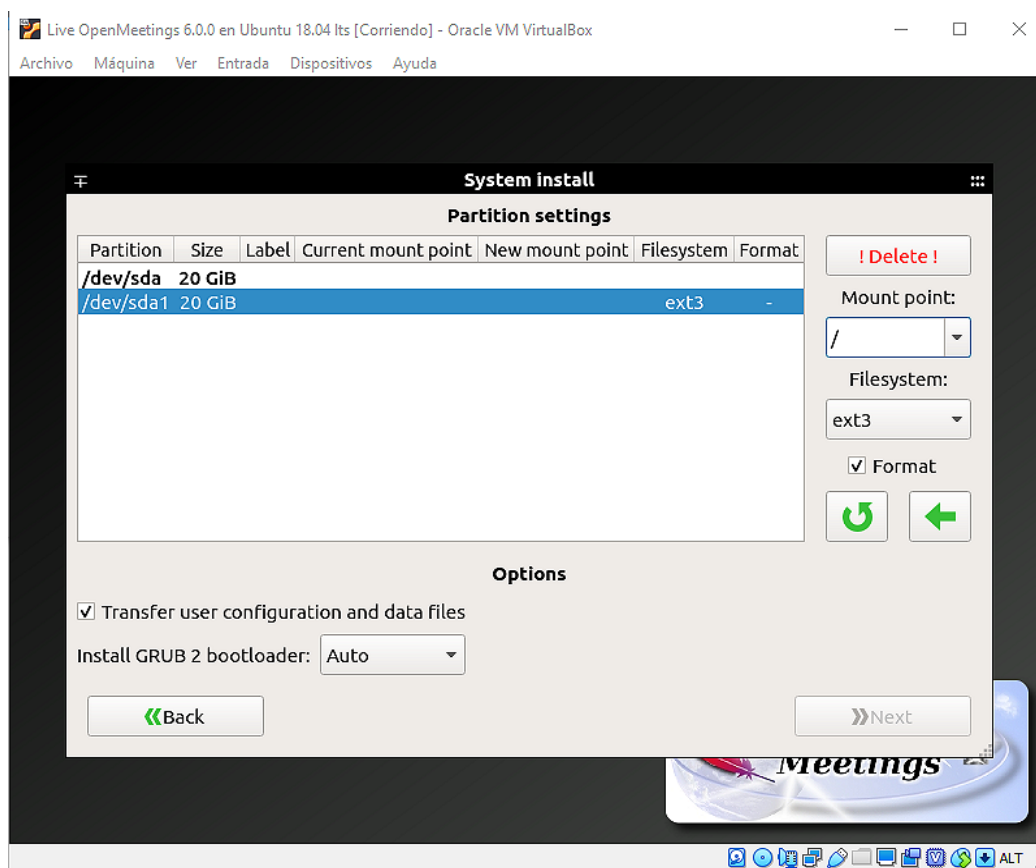 Live OpenMeetings 6.0.0 en Ubuntu 18.04 lts [Corriendo] - Oracle VM VirtualBox
Archivo Máquina Ver Entrada Dispositivos Ayuda
System install
Partition settings
Partition Size Label Current mount point New mount point Filesystem Format
/dev/sda 20 GiB
/dev/sda1 20 GiB ext3 -
! Delete !
Mount point:
/
Filesystem:
ext3
Format
Options
Transfer user configuration and data files
Install GRUB 2 bootloader: Auto
Back
Next
Meetings
ALT